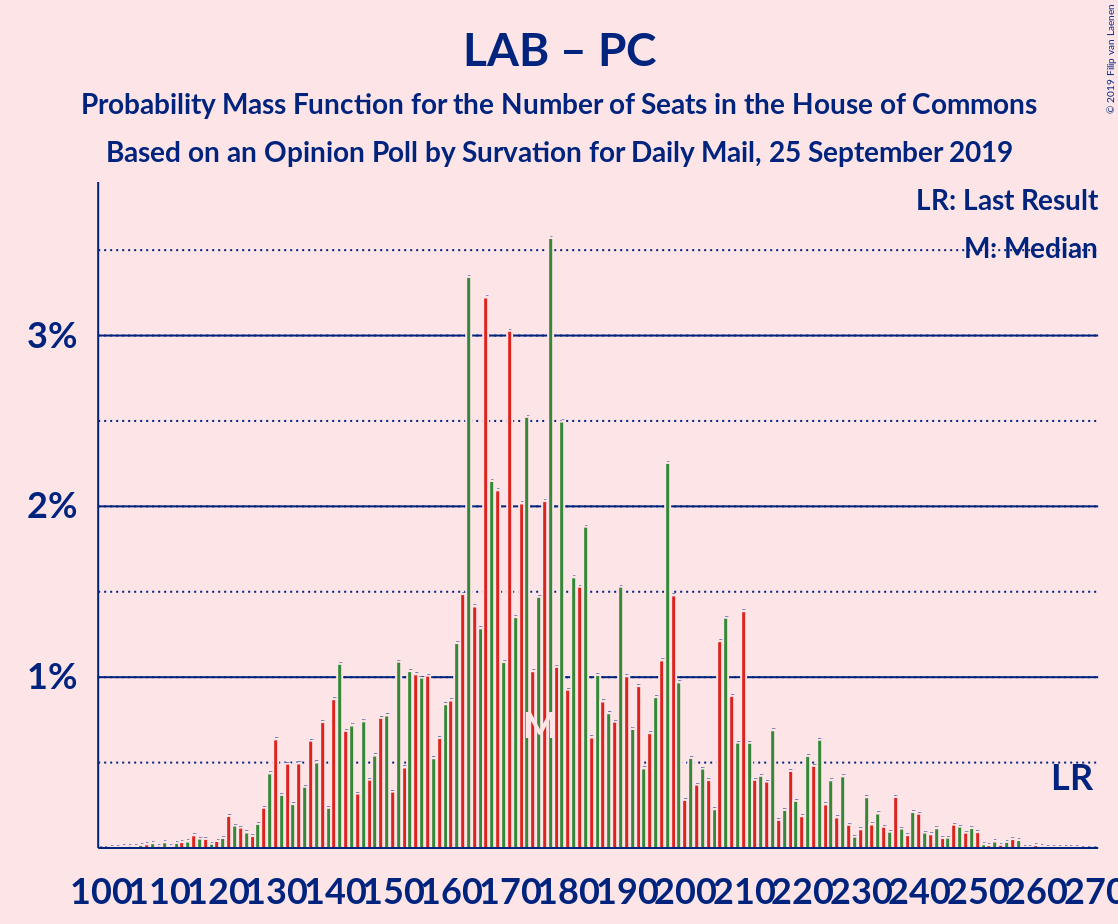 LAB – PC
Probability Mass Function for the Number of Seats in the House of Commons
Based on an Opinion Poll by Survation for Daily Mail, 25 September 2019
© 2019 Filip van Laenen
LR: Last Result
M: Median
3%
2%
1%
M
LR
100 110 120 130 140 150 160 170 180 190 200 210 220 230 240 250 260 270